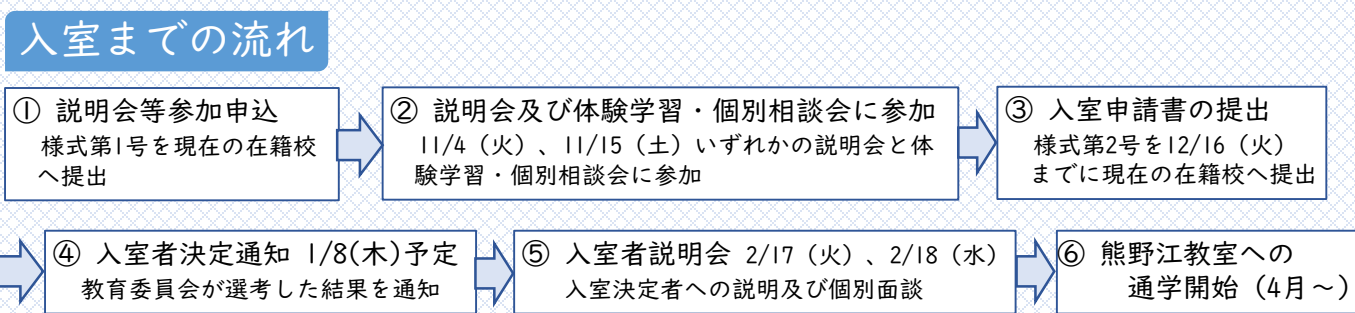 入室までの流れ
① 説明会等参加申込
様式第1号を現在の在籍校
へ提出
② 説明会及び体験学習・個別相談会に参加
11/4（火）、11/15（土）いずれかの説明会と体
験学習・個別相談会に参加
③ 入室申請書の提出
様式第2号を12/16（火）
までに現在の在籍校へ提出
④ 入室者決定通知 1/8(木)予定
教育委員会が選考した結果を通知
⑤ 入室者説明会 2/17（火）、2/18（水）
入室決定者への説明及び個別面談
⑥ 熊野江教室への
通学開始（4月～）